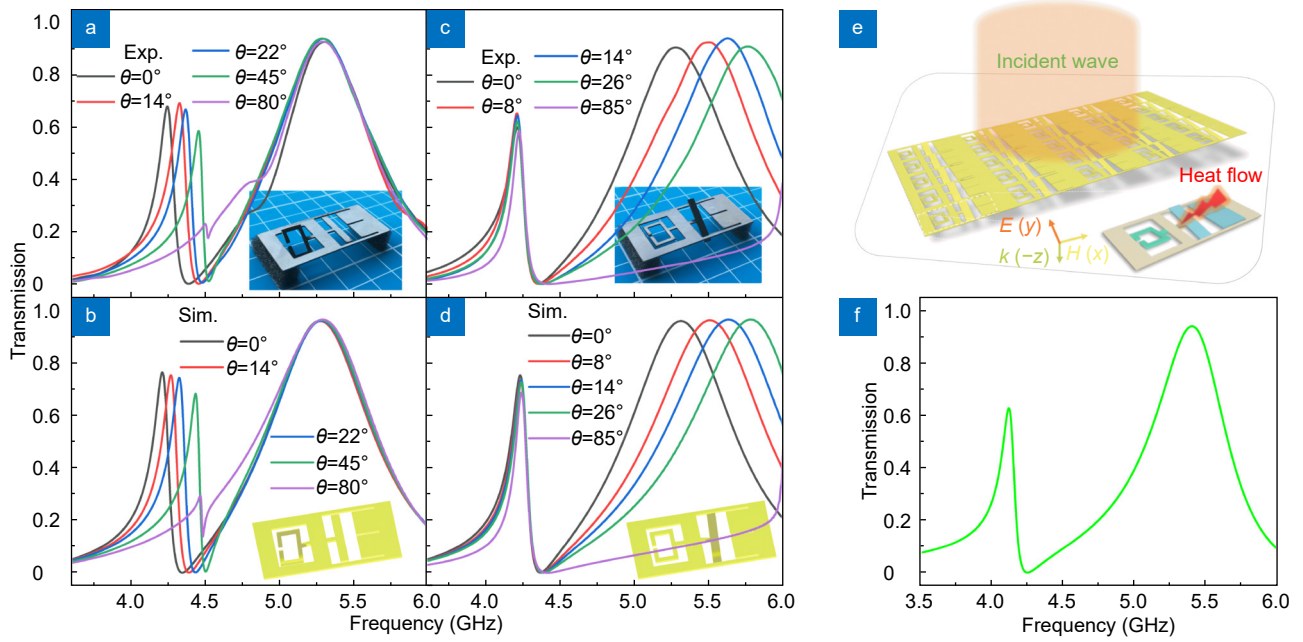 a
1.0
0.8
0.6
0.4
0.2
0
Exp.
θ=0°
θ=14°
θ=22°
θ=45°
θ=80°
c
Exp.
θ=0°
θ=8°
θ=14°
θ=26°
θ=85°
e
Incident wave
Heat flow
E (y)
H (x)
k (−z)
Transmission
b
1.0
0.8
0.6
0.4
0.2
0
Sim.
θ=0°
θ=14°
θ=22°
θ=45°
θ=80°
4.0 4.5 5.0 5.5 6.0
d
Sim.
θ=0°
θ=8°
θ=14°
θ=26°
θ=85°
4.0 4.5 5.0 5.5 6.0
Frequency (GHz)
f
Transmission
1.0
0.8
0.6
0.4
0.2
0
3.5 4.0 4.5 5.0 5.5 6.0
Frequency (GHz)